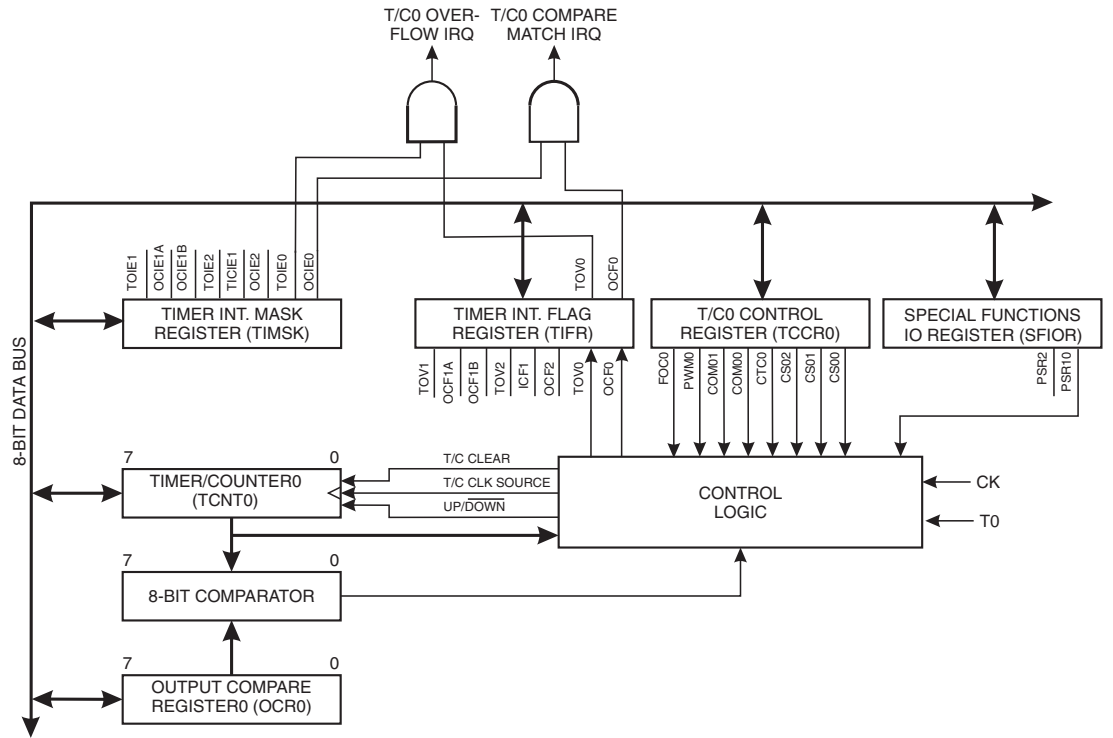 T/C0 OVER-
FLOW IRQ
T/C0 COMPARE
MATCH IRQ
8-BIT DATA BUS
TOIE1
OCIE1A
OCIE1B
TOIE2
TICIE1
OCIE2
TOIE0
OCIE0
TOV0
OCF0
TIMER INT. MASK
REGISTER (TIMSK)
TIMER INT. FLAG
REGISTER (TIFR)
T/C0 CONTROL
REGISTER (TCCR0)
SPECIAL FUNCTIONS
IO REGISTER (SFIOR)
TOV1
OCF1A
OCF1B
TOV2
ICF1
OCF2
TOV0
OCF0
FOC0
PWM0
COM01
COM00
CTC0
CS02
CS01
CS00
PSR2
PSR10
7 0
TIMER/COUNTER0
(TCNT0)
T/C CLEAR
T/C CLK SOURCE
UP/DOWN
CONTROL
LOGIC
CK
T0
7 0
8-BIT COMPARATOR
7 0
OUTPUT COMPARE
REGISTER0 (OCR0)